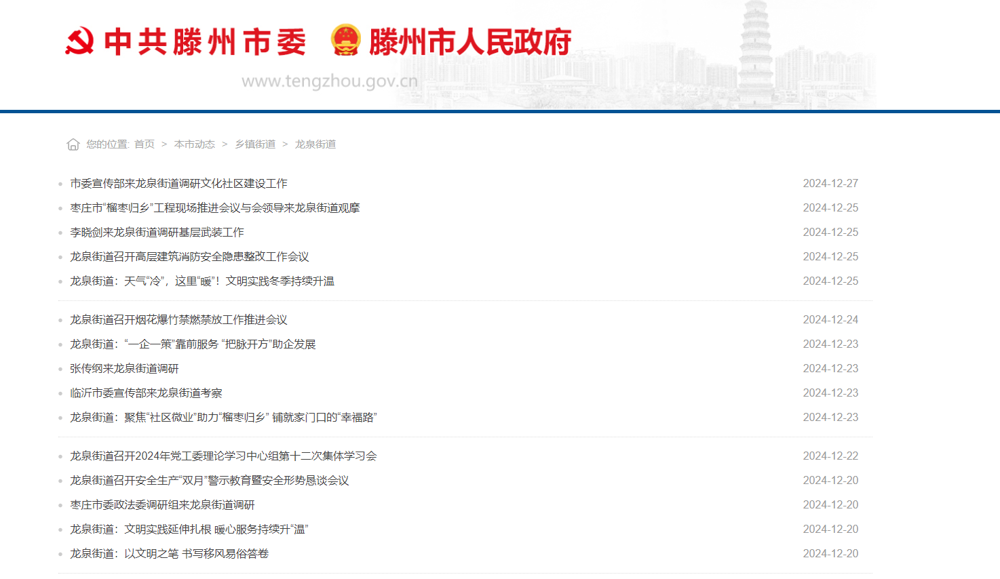 中共滕州市委 滕州市人民政府
www.tengzhou.gov.cn
您的位置: 首页 > 本市动态 > 乡镇街道 > 龙泉街道
市委宣传部来龙泉街道调研文化社区建设工作 2024-12-27
枣庄市“榴枣归乡”工程现场推进会议与会领导来龙泉街道观摩 2024-12-25
李晓剑来龙泉街道调研基层武装工作 2024-12-25
龙泉街道召开高层建筑消防安全隐患整改工作会议 2024-12-25
龙泉街道：天气“冷”，这里“暖”！文明实践冬季持续升温 2024-12-25
龙泉街道召开烟花爆竹禁燃禁放工作推进会议 2024-12-24
龙泉街道：“一企一策”靠前服务 “把脉开方”助企发展 2024-12-23
张传纲来龙泉街道调研 2024-12-23
临沂市委宣传部来龙泉街道考察 2024-12-23
龙泉街道：聚焦“社区微业”助力“榴枣归乡” 铺就家门口的“幸福路” 2024-12-23
龙泉街道召开2024年党工委理论学习中心组第十二次集体学习会 2024-12-22
龙泉街道召开安全生产“双月”警示教育暨安全形势恳谈会议 2024-12-20
枣庄市委政法委调研组来龙泉街道调研 2024-12-20
龙泉街道：文明实践延伸扎根 暖心服务持续升“温” 2024-12-20
龙泉街道：以文明之笔 书写移风易俗答卷 2024-12-20